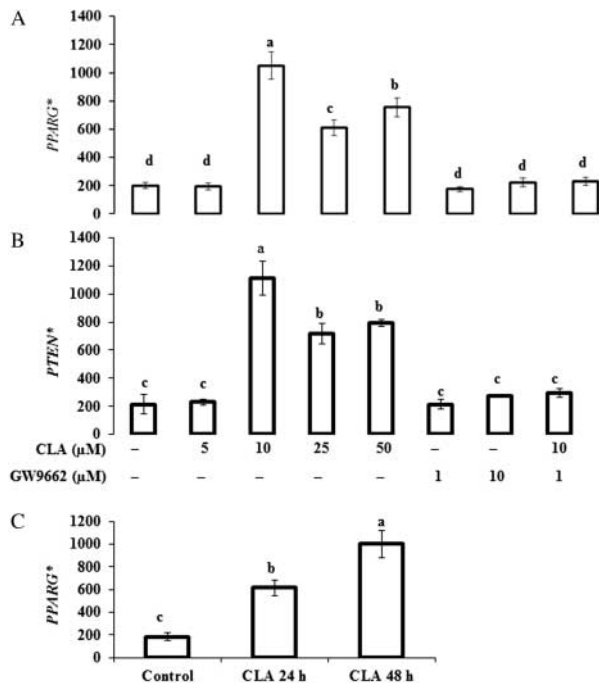 A
1400
a
1200
1000
b
PPARG*
800
c
600
400
d d d d d
200
0
B
1400
a
1200
1000
b b
PTEN*
800
600
400
c c c c c
200
0
CLA (µM) – 5 10 25 50 10
GW9662 (µM) – – – – – 1 10 1
C
1200
a
1000
PPARG*
800
b
600
400
c
200
0
Control CLA 24 h CLA 48 h